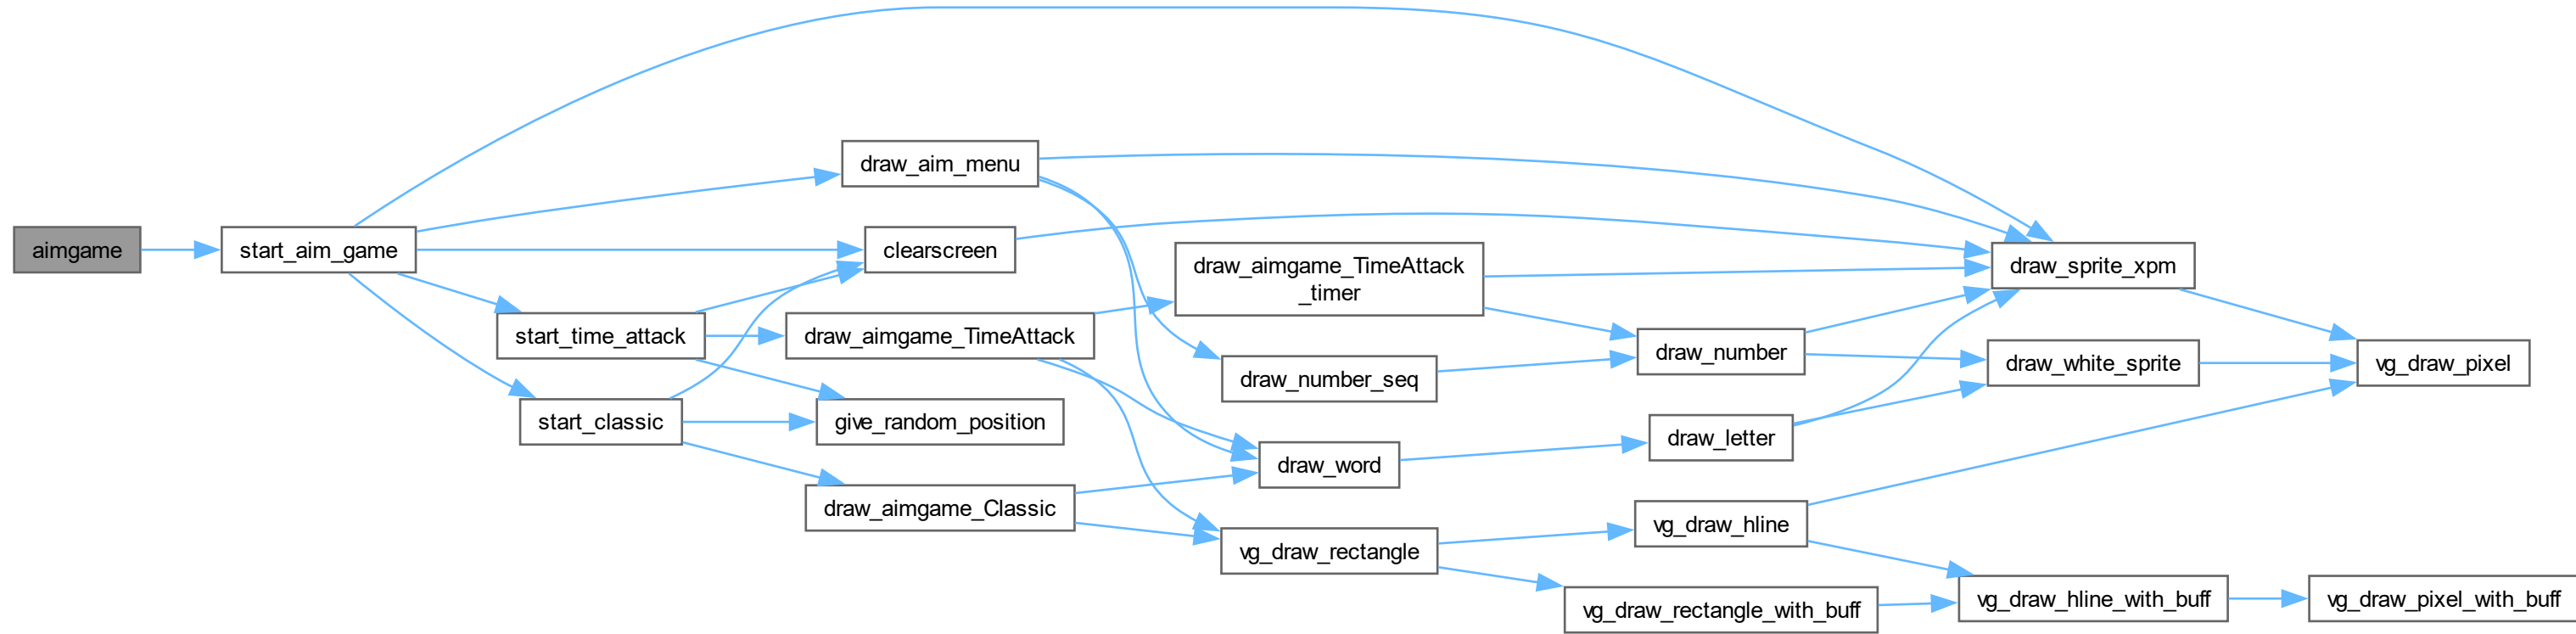 aimgame
start_aim_game
start_time_attack
start_classic
draw_aim_menu
clearscreen
draw_aimgame_TimeAttack
give_random_position
draw_aimgame_Classic
draw_aimgame_TimeAttack
_timer
draw_number_seq
draw_word
vg_draw_rectangle
draw_number
draw_letter
vg_draw_hline
vg_draw_rectangle_with_buff
draw_sprite_xpm
draw_white_sprite
vg_draw_hline_with_buff
vg_draw_pixel
vg_draw_pixel_with_buff